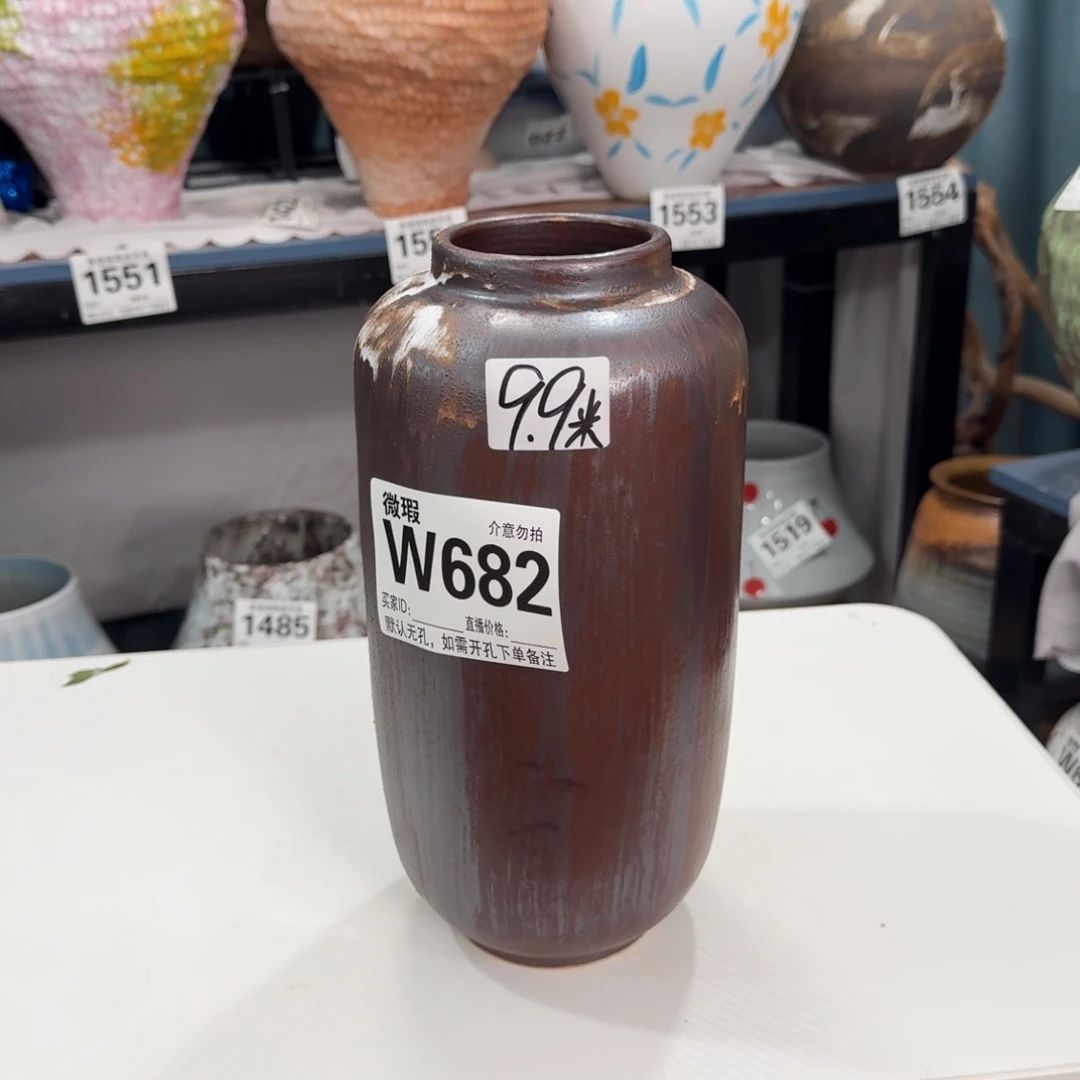 1551
1553
1554
9.9米
微瑕
介意勿拍
W682
买家ID:
直播价格:
默认无孔，如需开孔下单备注
1519
1485